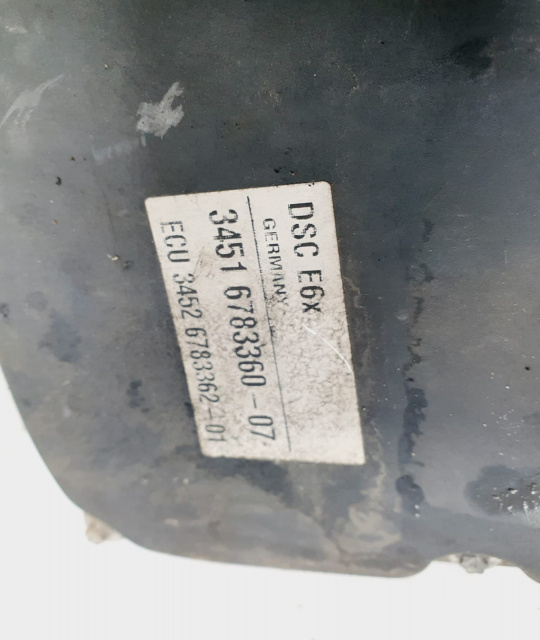 DSC E6x
GERMANY
3451 6783360-07
ECU 3452 6783362-01